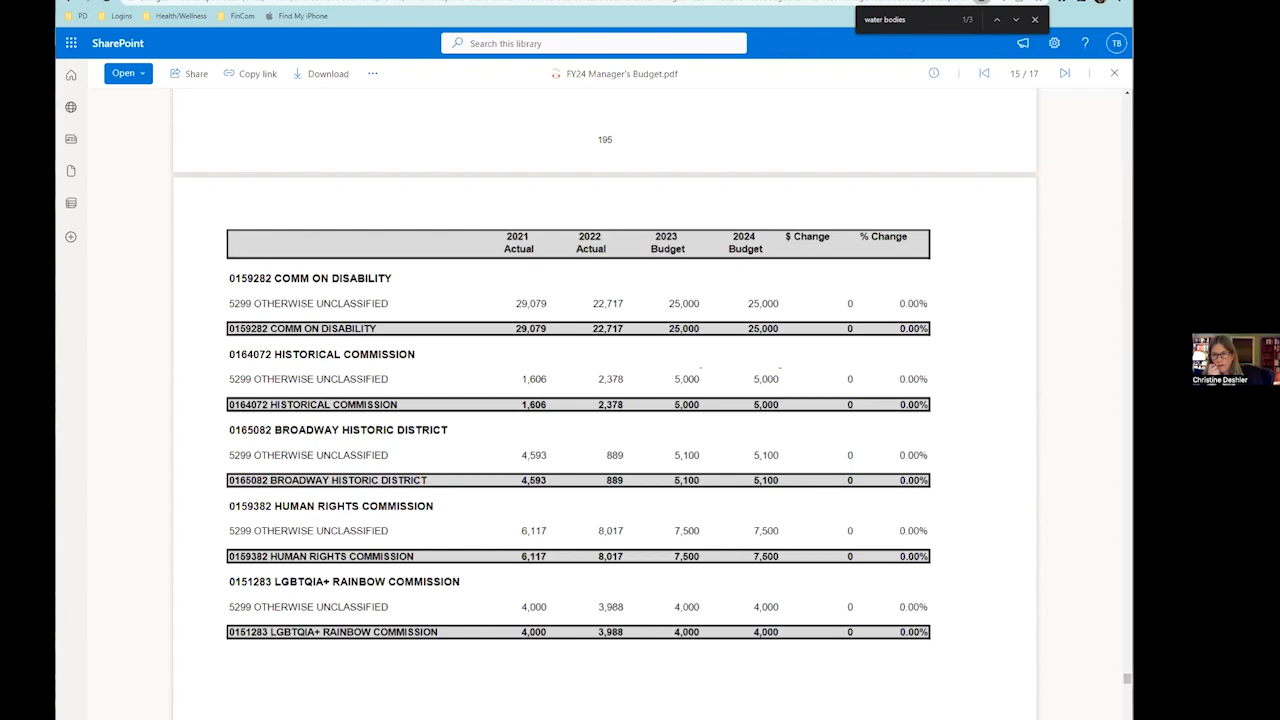 PD Logins Health/Wellness FinCom Find My iPhone
water bodies 1/3
SharePoint Search this library ? TB
Open Share Copy link Download ... FY24 Manager's Budget.pdf 15 / 17
195
2021 2022 2023 2024 $ Change % Change
Actual Actual Budget Budget
0159282 COMM ON DISABILITY
5299 OTHERWISE UNCLASSIFIED 29,079 22,717 25,000 25,000 0 0.00%
0159282 COMM ON DISABILITY 29,079 22,717 25,000 25,000 0 0.00%
0164072 HISTORICAL COMMISSION
5299 OTHERWISE UNCLASSIFIED 1,606 2,378 5,000 5,000 0 0.00%
0164072 HISTORICAL COMMISSION 1,606 2,378 5,000 5,000 0 0.00%
0165082 BROADWAY HISTORIC DISTRICT
5299 OTHERWISE UNCLASSIFIED 4,593 889 5,100 5,100 0 0.00%
0165082 BROADWAY HISTORIC DISTRICT 4,593 889 5,100 5,100 0 0.00%
0159382 HUMAN RIGHTS COMMISSION
5299 OTHERWISE UNCLASSIFIED 6,117 8,017 7,500 7,500 0 0.00%
0159382 HUMAN RIGHTS COMMISSION 6,117 8,017 7,500 7,500 0 0.00%
0151283 LGBTQIA+ RAINBOW COMMISSION
5299 OTHERWISE UNCLASSIFIED 4,000 3,988 4,000 4,000 0 0.00%
0151283 LGBTQIA+ RAINBOW COMMISSION 4,000 3,988 4,000 4,000 0 0.00%
Christine Deshler